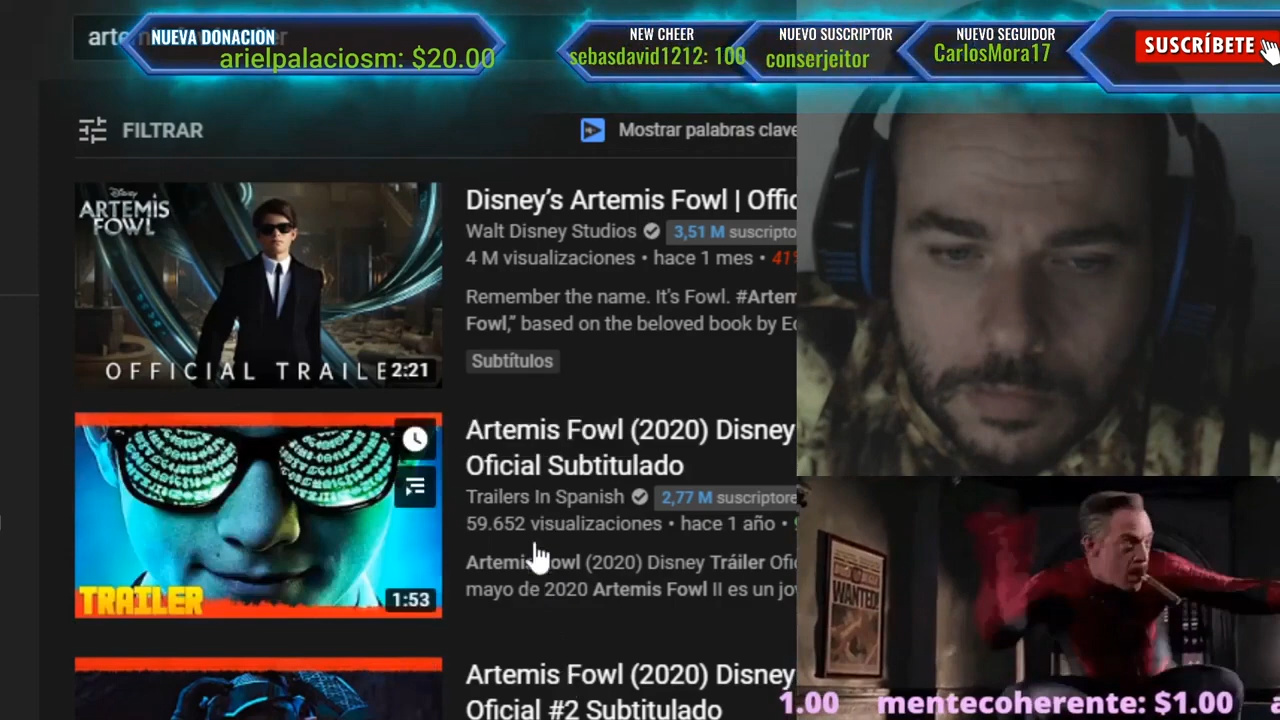 arte
NUEVA DONACION
arielpalaciosm: $20.00
NEW CHEER
sebasdavid1212: 100
NUEVO SUSCRIPTOR
conserjeitor
NUEVO SEGUIDOR
CarlosMora17
SUSCRÍBETE
FILTRAR
Mostrar palabras clave
Disney
ARTEMIS
FOWL
OFFICIAL TRAILE
2:21
Disney's Artemis Fowl | Offic
Walt Disney Studios 3,51 M suscripto
4 M visualizaciones • hace 1 mes • 41
Remember the name. It's Fowl. #Artem
Fowl," based on the beloved book by Eo
Subtítulos
TRAILER
1:53
Artemis Fowl (2020) Disney
Oficial Subtitulado
Trailers In Spanish 2,77 M suscriptore
59.652 visualizaciones • hace 1 año •
Artemis Fowl (2020) Disney Tráiler Ofi
mayo de 2020 Artemis Fowl II es un jo
Artemis Fowl (2020) Disney
Oficial #2 Subtitulado
WANTED!
1.00 mentecoherente: $1.00